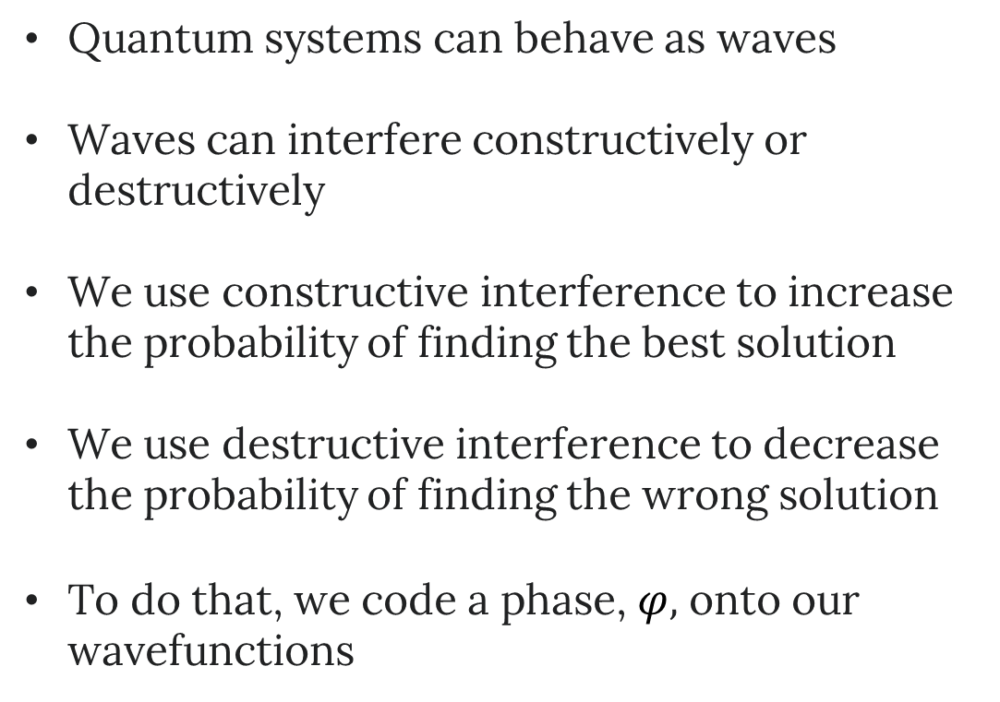 • Quantum systems can behave as waves
• Waves can interfere constructively or
destructively
• We use constructive interference to increase
the probability of finding the best solution
• We use destructive interference to decrease
the probability of finding the wrong solution
• To do that, we code a phase, φ, onto our
wavefunctions